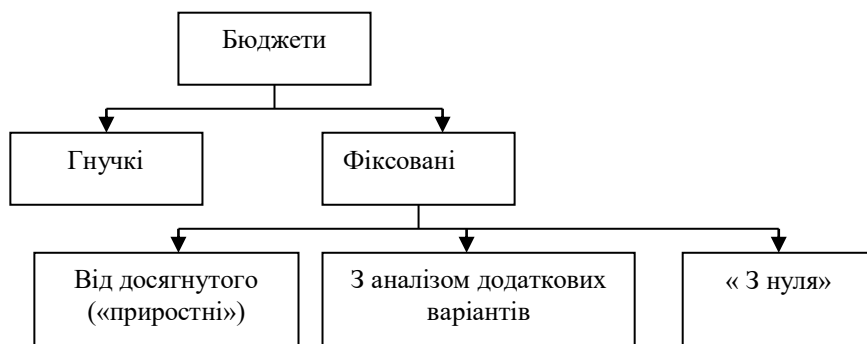 Бюджети
Гнучкі
Фіксовані
Від досягнутого
(«приростні»)
З аналізом додаткових
варіантів
« З нуля»